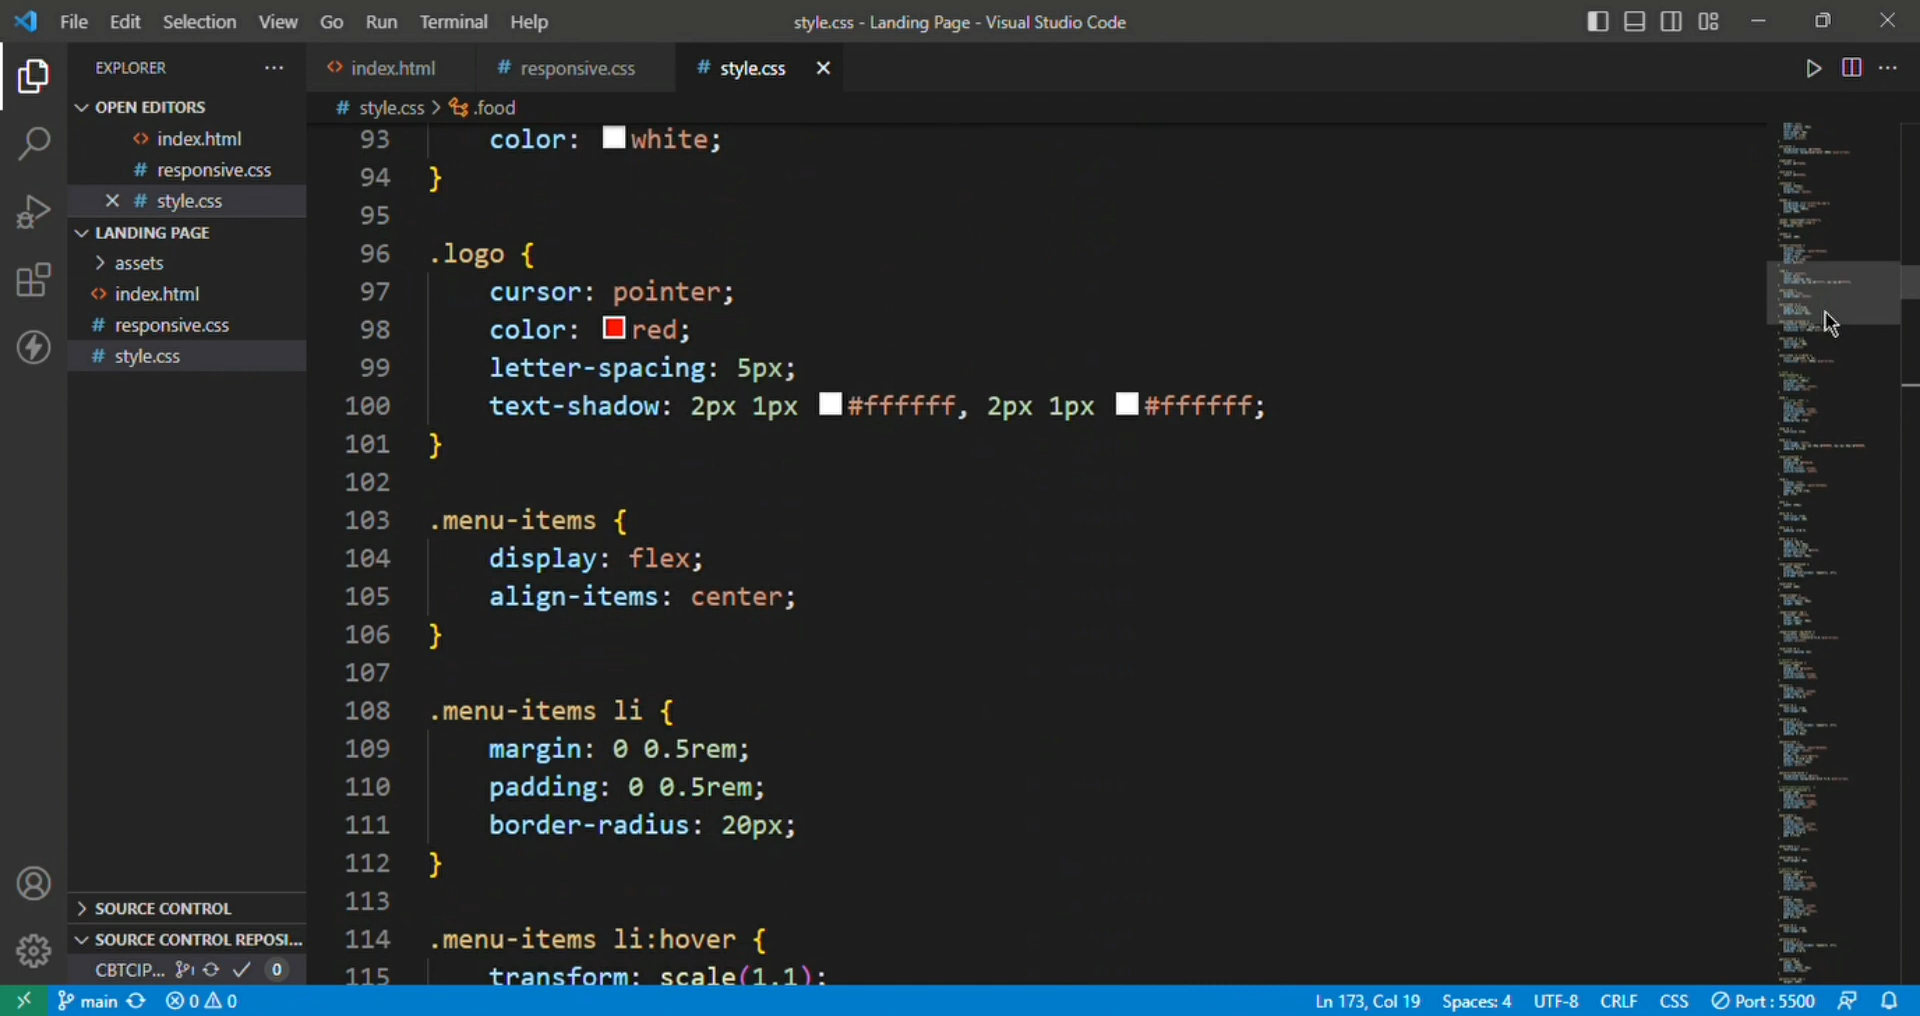 File Edit Selection View Go Run Terminal Help
style.css - Landing Page - Visual Studio Code
EXPLORER
OPEN EDITORS
index.html
# responsive.css
# style.css
LANDING PAGE
assets
index.html
# responsive.css
# style.css
SOURCE CONTROL
SOURCE CONTROL REPOSI...
CBTCIP... 0
index.html # responsive.css # style.css
# style.css > .food
93 color: white;
94 }
95
96 .logo {
97 cursor: pointer;
98 color: red;
99 letter-spacing: 5px;
100 text-shadow: 2px 1px #ffffff, 2px 1px #ffffff;
101 }
102
103 .menu-items {
104 display: flex;
105 align-items: center;
106 }
107
108 .menu-items li {
109 margin: 0 0.5rem;
110 padding: 0 0.5rem;
111 border-radius: 20px;
112 }
113
114 .menu-items li:hover {
115 transform: scale(1.1);
main 0 0 Ln 173, Col 19 Spaces: 4 UTF-8 CRLF CSS Port : 5500